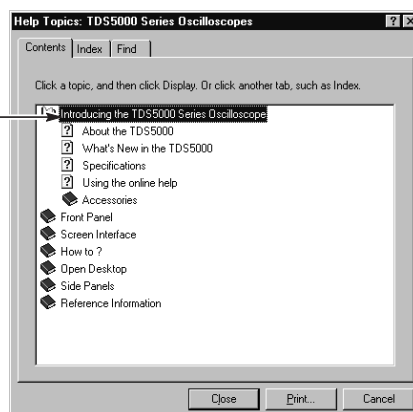 Help Topics: TDS5000 Series Oscilloscopes
Contents Index Find
Click a topic, and then click Display. Or click another tab, such as Index.
Introducing the TDS5000 Series Oscilloscope
About the TDS5000
What's New in the TDS5000
Specifications
Using the online help
Accessories
Front Panel
Screen Interface
How to ?
Open Desktop
Side Panels
Reference Information
Close Print... Cancel